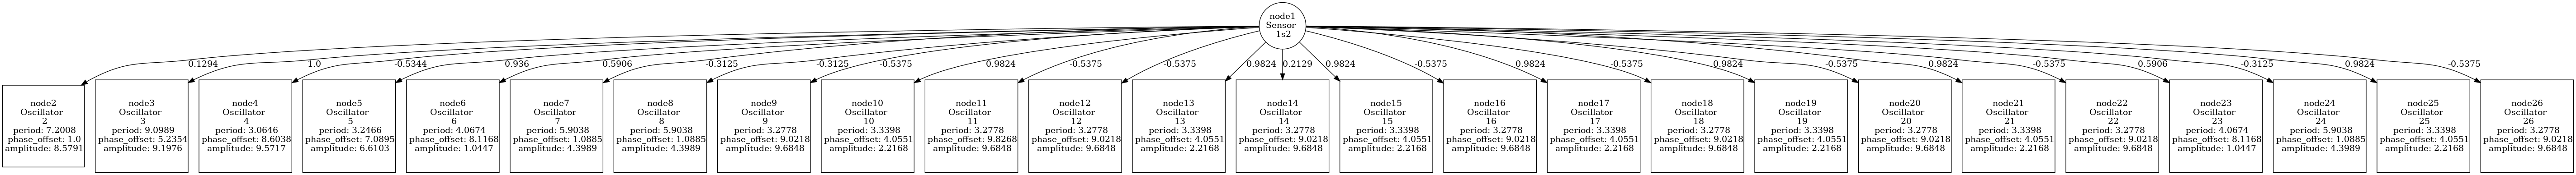 node1
Sensor
1s2
0.1294
1.0
-0.5344
0.936
0.5906
-0.3125
-0.3125
-0.5375
0.9824
-0.5375
-0.5375
0.9824
0.2129
0.9824
-0.5375
0.9824
-0.5375
0.9824
-0.5375
0.9824
-0.5375
0.5906
-0.3125
0.9824
-0.5375
node2
Oscillator
2
period: 7.2008
phase_offset: 1.0
amplitude: 8.5791
node3
Oscillator
3
period: 9.0989
phase_offset: 5.2354
amplitude: 9.1976
node4
Oscillator
4
period: 3.0646
phase_offset: 8.6038
amplitude: 9.5717
node5
Oscillator
5
period: 3.2466
phase_offset: 7.0895
amplitude: 6.6103
node6
Oscillator
6
period: 4.0674
phase_offset: 8.1168
amplitude: 1.0447
node7
Oscillator
7
period: 5.9038
phase_offset: 1.0885
amplitude: 4.3989
node8
Oscillator
8
period: 5.9038
phase_offset: 1.0885
amplitude: 4.3989
node9
Oscillator
9
period: 3.2778
phase_offset: 9.0218
amplitude: 9.6848
node10
Oscillator
10
period: 3.3398
phase_offset: 4.0551
amplitude: 2.2168
node11
Oscillator
11
period: 3.2778
phase_offset: 9.8268
amplitude: 9.6848
node12
Oscillator
12
period: 3.2778
phase_offset: 9.0218
amplitude: 9.6848
node13
Oscillator
13
period: 3.3398
phase_offset: 4.0551
amplitude: 2.2168
node14
Oscillator
14
period: 3.2778
phase_offset: 9.0218
amplitude: 9.6848
node15
Oscillator
15
period: 3.3398
phase_offset: 4.0551
amplitude: 2.2168
node16
Oscillator
16
period: 3.2778
phase_offset: 9.0218
amplitude: 9.6848
node17
Oscillator
17
period: 3.3398
phase_offset: 4.0551
amplitude: 2.2168
node18
Oscillator
18
period: 3.2778
phase_offset: 9.0218
amplitude: 9.6848
node19
Oscillator
19
period: 3.3398
phase_offset: 4.0551
amplitude: 2.2168
node20
Oscillator
20
period: 3.2778
phase_offset: 9.0218
amplitude: 9.6848
node21
Oscillator
21
period: 3.3398
phase_offset: 4.0551
amplitude: 2.2168
node22
Oscillator
22
period: 3.2778
phase_offset: 9.0218
amplitude: 9.6848
node23
Oscillator
23
period: 4.0674
phase_offset: 8.1168
amplitude: 1.0447
node24
Oscillator
24
period: 5.9038
phase_offset: 1.0885
amplitude: 4.3989
node25
Oscillator
25
period: 3.3398
phase_offset: 4.0551
amplitude: 2.2168
node26
Oscillator
26
period: 3.2778
phase_offset: 9.0218
amplitude: 9.6848